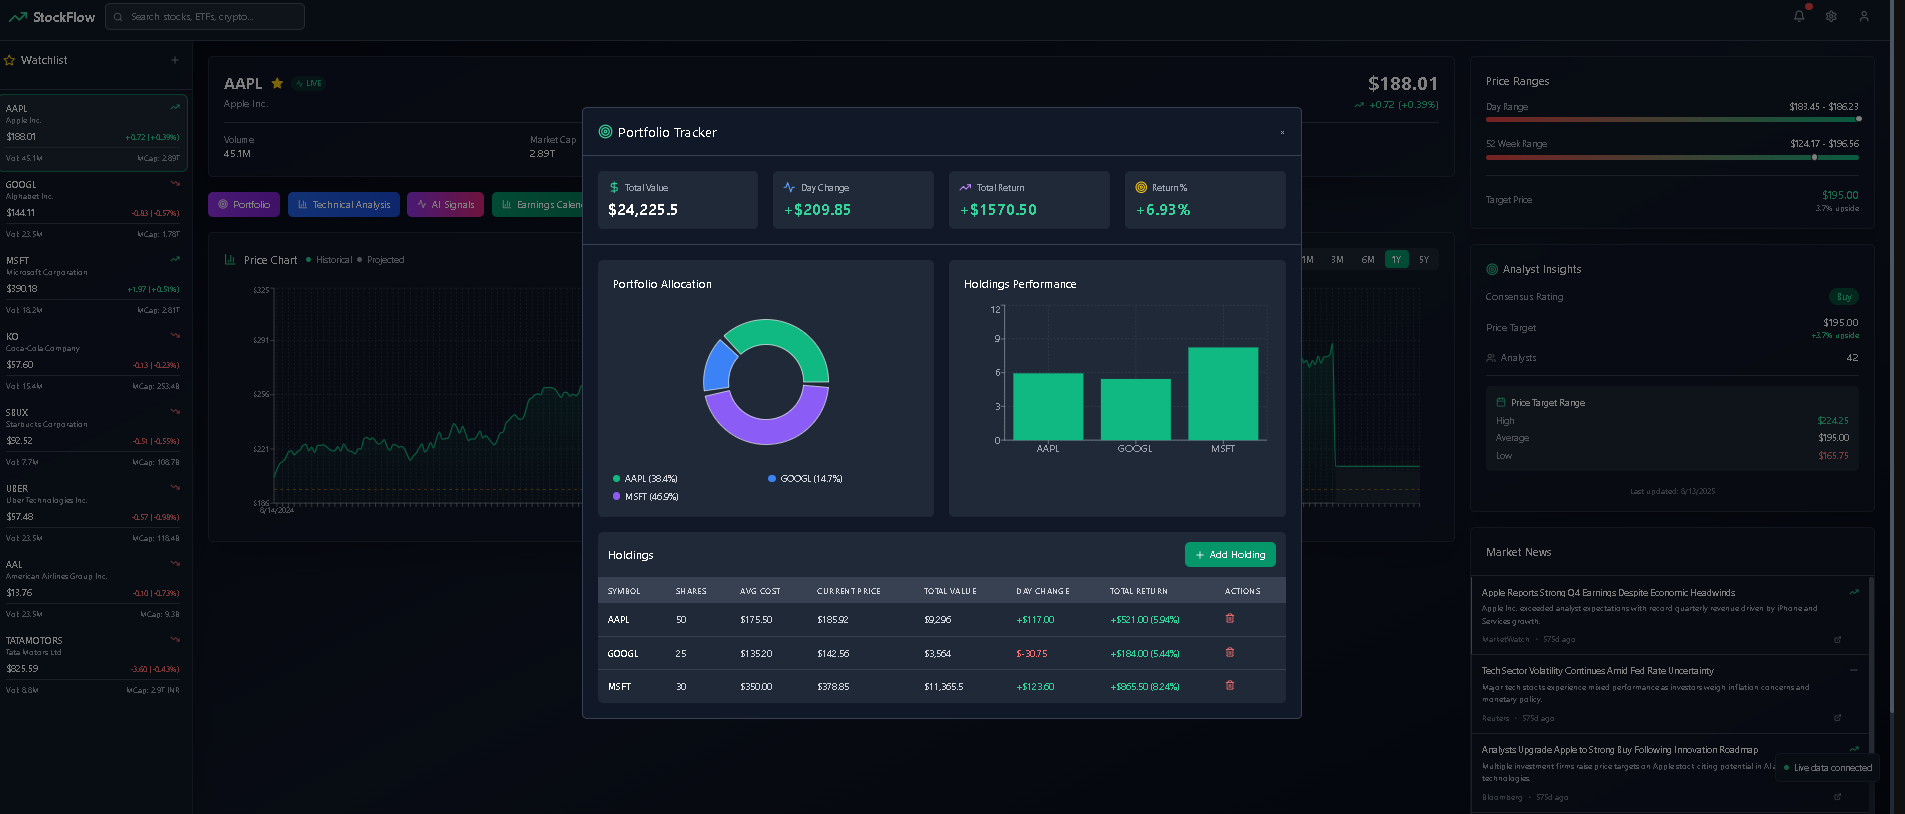 StockFlow
Search stocks, ETFs, crypto...
Watchlist
AAPL
Apple Inc.
$188.01 +0.72 (+0.39%)
Vol: 45.1M MCap: 2.89T
GOOGL
Alphabet Inc.
$144.11 -0.83 (-0.57%)
Vol: 23.5M MCap: 1.78T
MSFT
Microsoft Corporation
$390.18 +1.97 (+0.51%)
Vol: 18.2M MCap: 2.81T
KO
Coca-Cola Company
$57.60 -0.13 (-0.23%)
Vol: 15.4M MCap: 253.4B
SBUX
Starbucks Corporation
$92.52 -0.51 (-0.55%)
Vol: 7.7M MCap: 108.7B
UBER
Uber Technologies Inc.
$57.48 -0.57 (-0.98%)
Vol: 23.5M MCap: 118.4B
AAL
American Airlines Group Inc.
$13.76 -0.10 (-0.73%)
Vol: 23.5M MCap: 9.3B
TATAMOTORS
Tata Motors Ltd
$825.59 -3.60 (-0.43%)
Vol: 8.8M MCap: 2.9T INR
AAPL LIVE
Apple Inc.
$188.01
+0.72 (+0.39%)
Volume
45.1M
Market Cap
2.89T
Portfolio
Technical Analysis
AI Signals
Earnings Calen
Price Chart Historical Projected
1M 3M 6M 1Y 5Y
$325
$291
$256
$221
$186
8/14/2024
Portfolio Tracker ×
Total Value
$24,225.5
Day Change
+$209.85
Total Return
+$1570.50
Return %
+6.93%
Portfolio Allocation
AAPL (38.4%) GOOGL (14.7%)
MSFT (46.9%)
Holdings Performance
12
9
6
3
0
AAPL GOOGL MSFT
Holdings
Add Holding
SYMBOL SHARES AVG COST CURRENT PRICE TOTAL VALUE DAY CHANGE TOTAL RETURN ACTIONS
AAPL 50 $175.50 $185.92 $9,296 +$117.00 +$521.00 (5.94%)
GOOGL 25 $135.20 $142.56 $3,564 $-30.75 +$184.00 (5.44%)
MSFT 30 $350.00 $378.85 $11,365.5 +$123.60 +$865.50 (8.24%)
Price Ranges
Day Range $183.45 - $186.23
52 Week Range $124.17 - $196.56
Target Price $195.00
3.7% upside
Analyst Insights
Consensus Rating Buy
Price Target $195.00
+3.7% upside
Analysts 42
Price Target Range
High $224.25
Average $195.00
Low $165.75
Last updated: 8/13/2025
Market News
Apple Reports Strong Q4 Earnings Despite Economic Headwinds
Apple Inc. exceeded analyst expectations with record quarterly revenue driven by iPhone and
Services growth.
MarketWatch • 575d ago
Tech Sector Volatility Continues Amid Fed Rate Uncertainty
Major tech stocks experience mixed performance as investors weigh inflation concerns and
monetary policy.
Reuters • 575d ago
Analysts Upgrade Apple to Strong Buy Following Innovation Roadmap
Multiple investment firms raise price targets on Apple stock citing potential in AI a
technologies.
Bloomberg • 575d ago
Live data connected